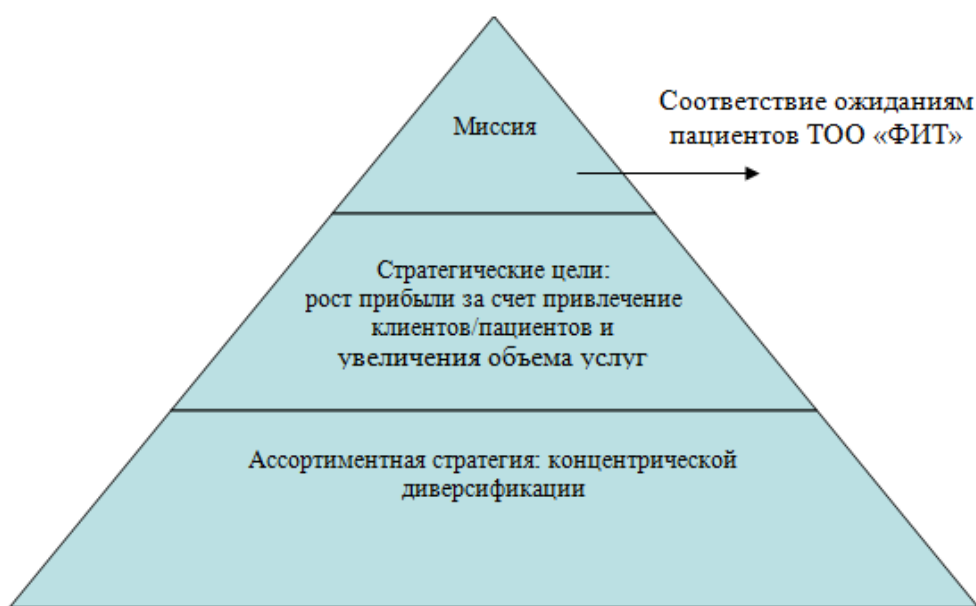 Миссия
Соответствие ожиданиям
пациентов ТОО «ФИТ»
Стратегические цели:
рост прибыли за счет привлечение
клиентов/пациентов и
увеличения объема услуг
Ассортиментная стратегия: концентрической
диверсификации